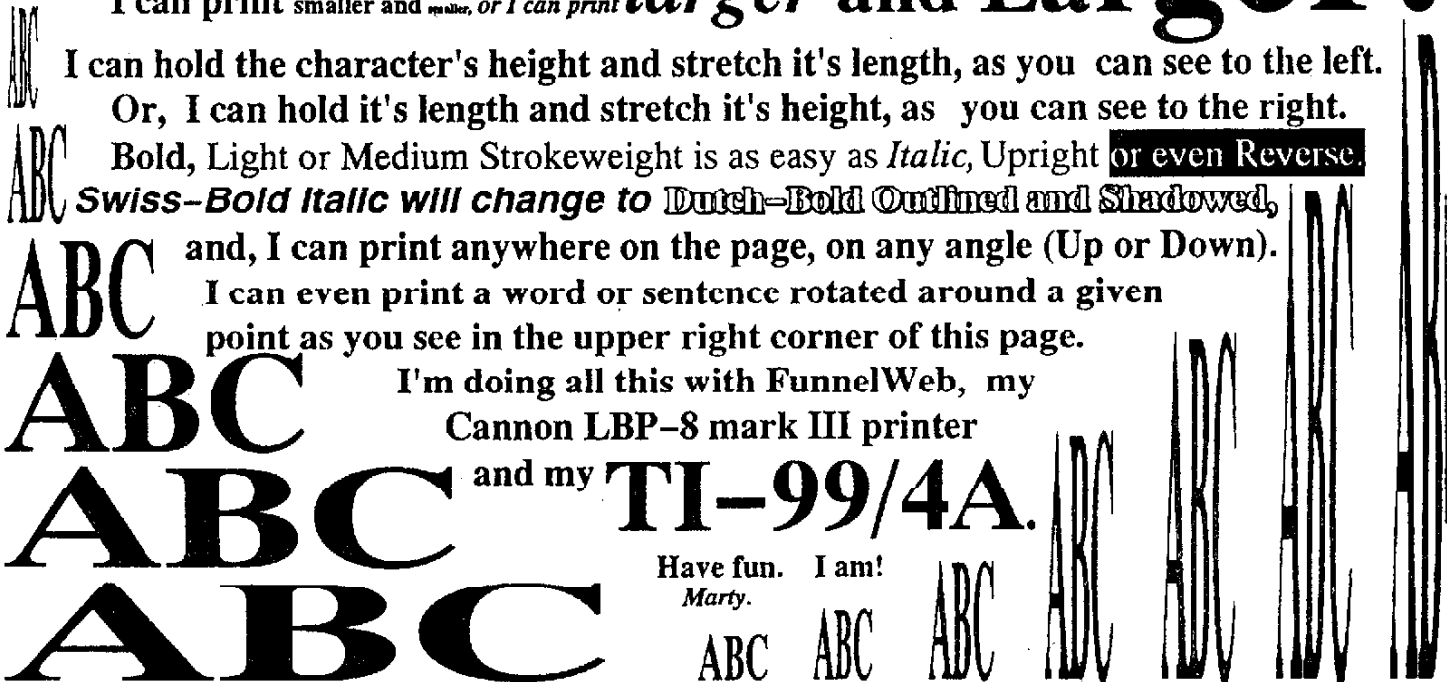 I can print smaller and smaller, or I can print larger and Larger.
I can hold the character's height and stretch it's length, as you can see to the left.
Or, I can hold it's length and stretch it's height, as you can see to the right.
Bold, Light or Medium Strokeweight is as easy as Italic, Upright or even Reverse.
Swiss-Bold Italic will change to Dutch-Bold Outlined and Shadowed,
and, I can print anywhere on the page, on any angle (Up or Down).
I can even print a word or sentence rotated around a given
point as you see in the upper right corner of this page.
I'm doing all this with FunnelWeb, my
Cannon LBP-8 mark III printer
and my TI-99/4A.
Have fun. I am!
Marty.
ABC
ABC
ABC
ABC
ABC
ABC
ABC
ABC
ABC
ABC
ABC
ABC
AB